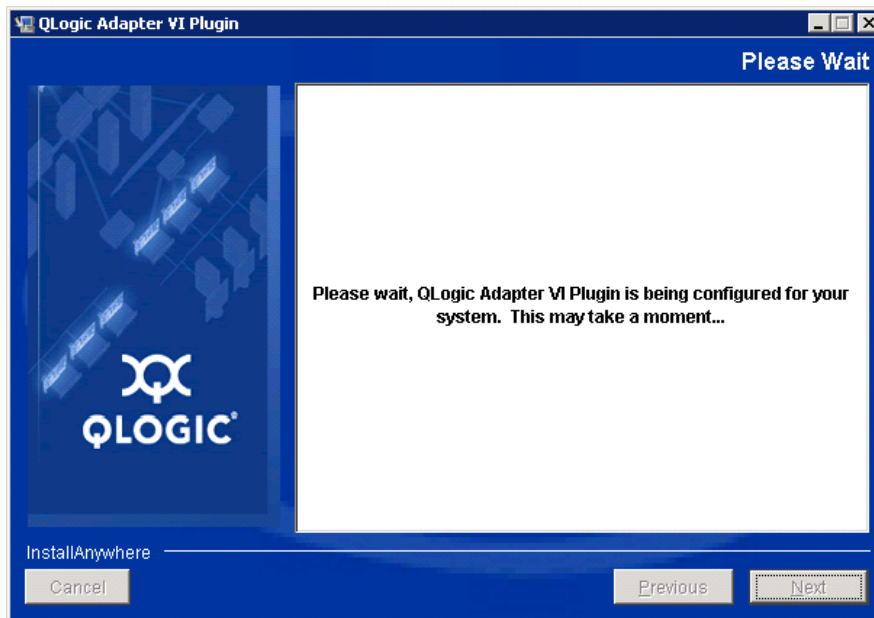 QLogic Adapter VI Plugin
Please Wait
Please wait, QLogic Adapter VI Plugin is being configured for your
system. This may take a moment...
QLOGIC®
InstallAnywhere
Cancel
Previous
Next